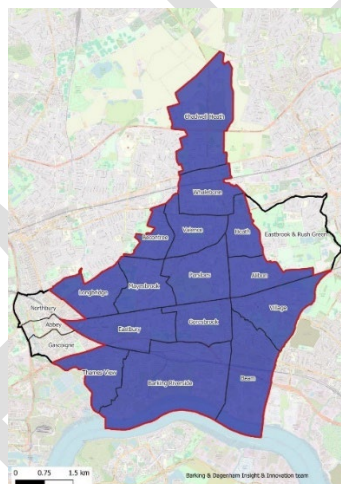 Chadwell Heath
Whalebone
Valence
Heath
Eastbrook & Rush Green
Becontree
Parsloes
Alibon
Mayesbrook
Longbridge
Northbury
Village
Abbey
Eastbury
Goresbrook
Gascoigne
Thames View
Beam
Barking Riverside
0 0.75 1.5 km
Barking & Dagenham Insight & Innovation team